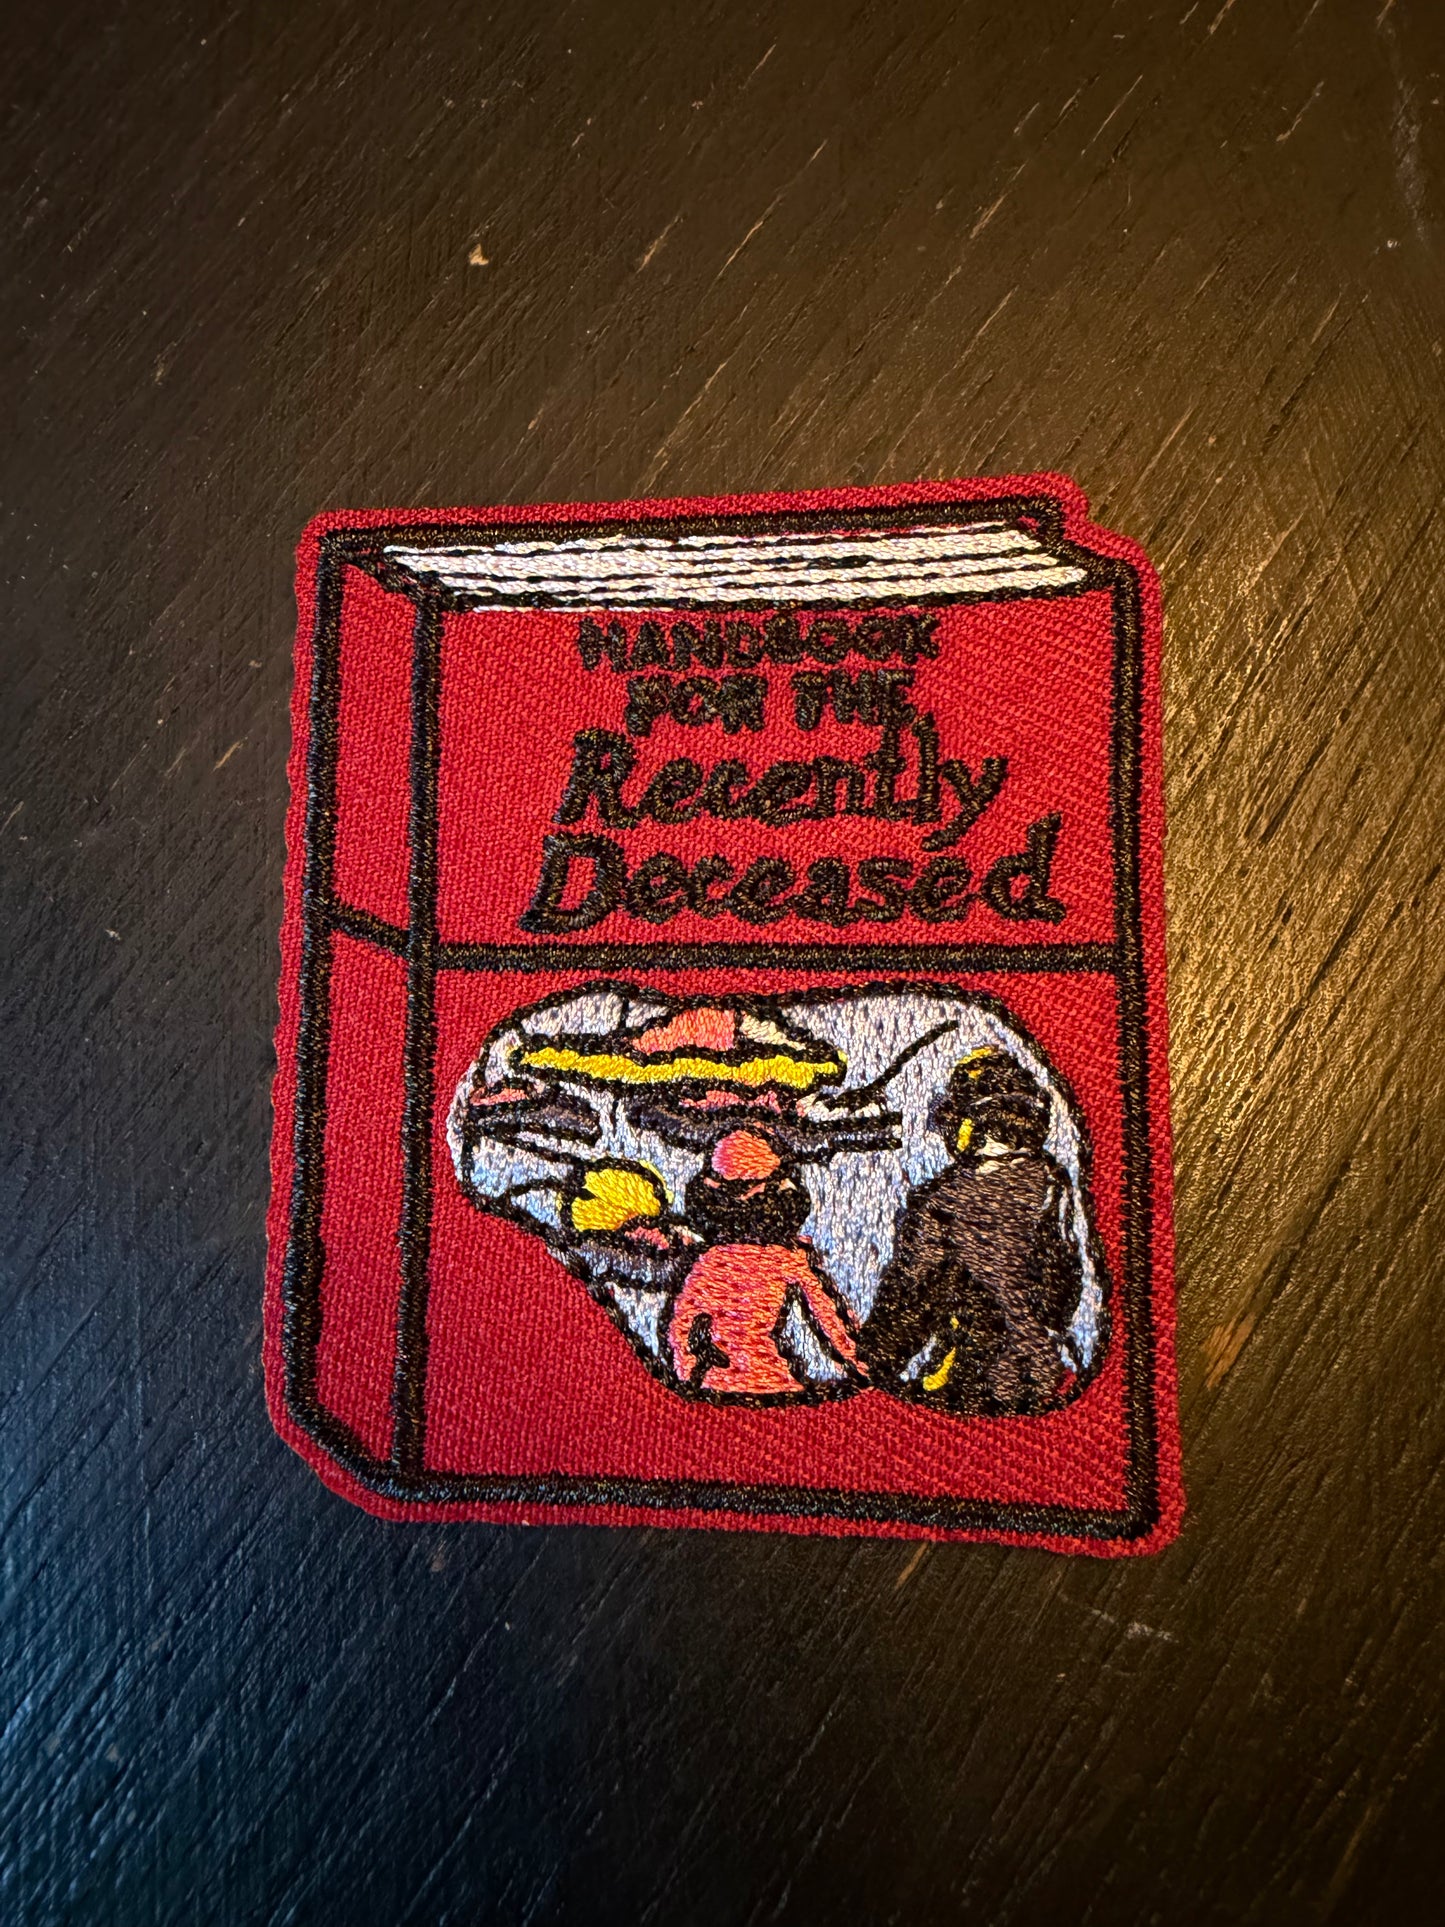 HANDBOOK
FOR THE
Recently
Deceased